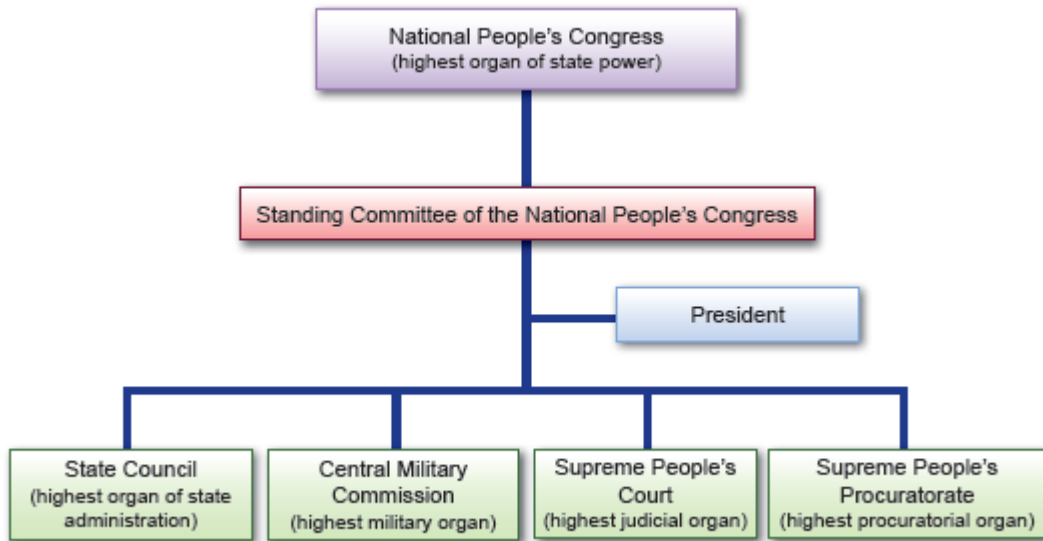 National People’s Congress
(highest organ of state power)
Standing Committee of the National People’s Congress
President
State Council
(highest organ of state
administration)
Central Military
Commission
(highest military organ)
Supreme People’s
Court
(highest judicial organ)
Supreme People’s
Procuratorate
(highest procuratorial organ)